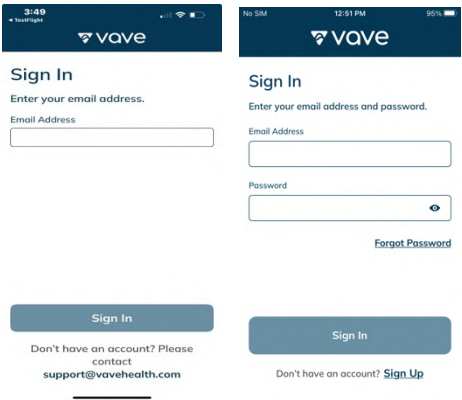 3:49
◄ TestFlight
vave
Sign In
Enter your email address.
Email Address
Sign In
Don't have an account? Please
contact
support@vavehealth.com
No SIM 12:51 PM 95%
vave
Sign In
Enter your email address and password.
Email Address
Password
Forgot Password
Sign In
Don't have an account? Sign Up